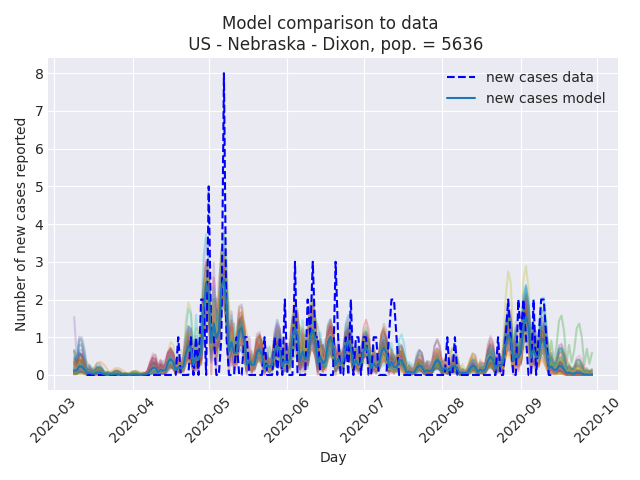 Model comparison to data
US - Nebraska - Dixon, pop. = 5636
new cases data
new cases model
Number of new cases reported
8
7
6
5
4
3
2
1
0
2020-03
2020-04
2020-05
2020-06
2020-07
2020-08
2020-09
2020-10
Day